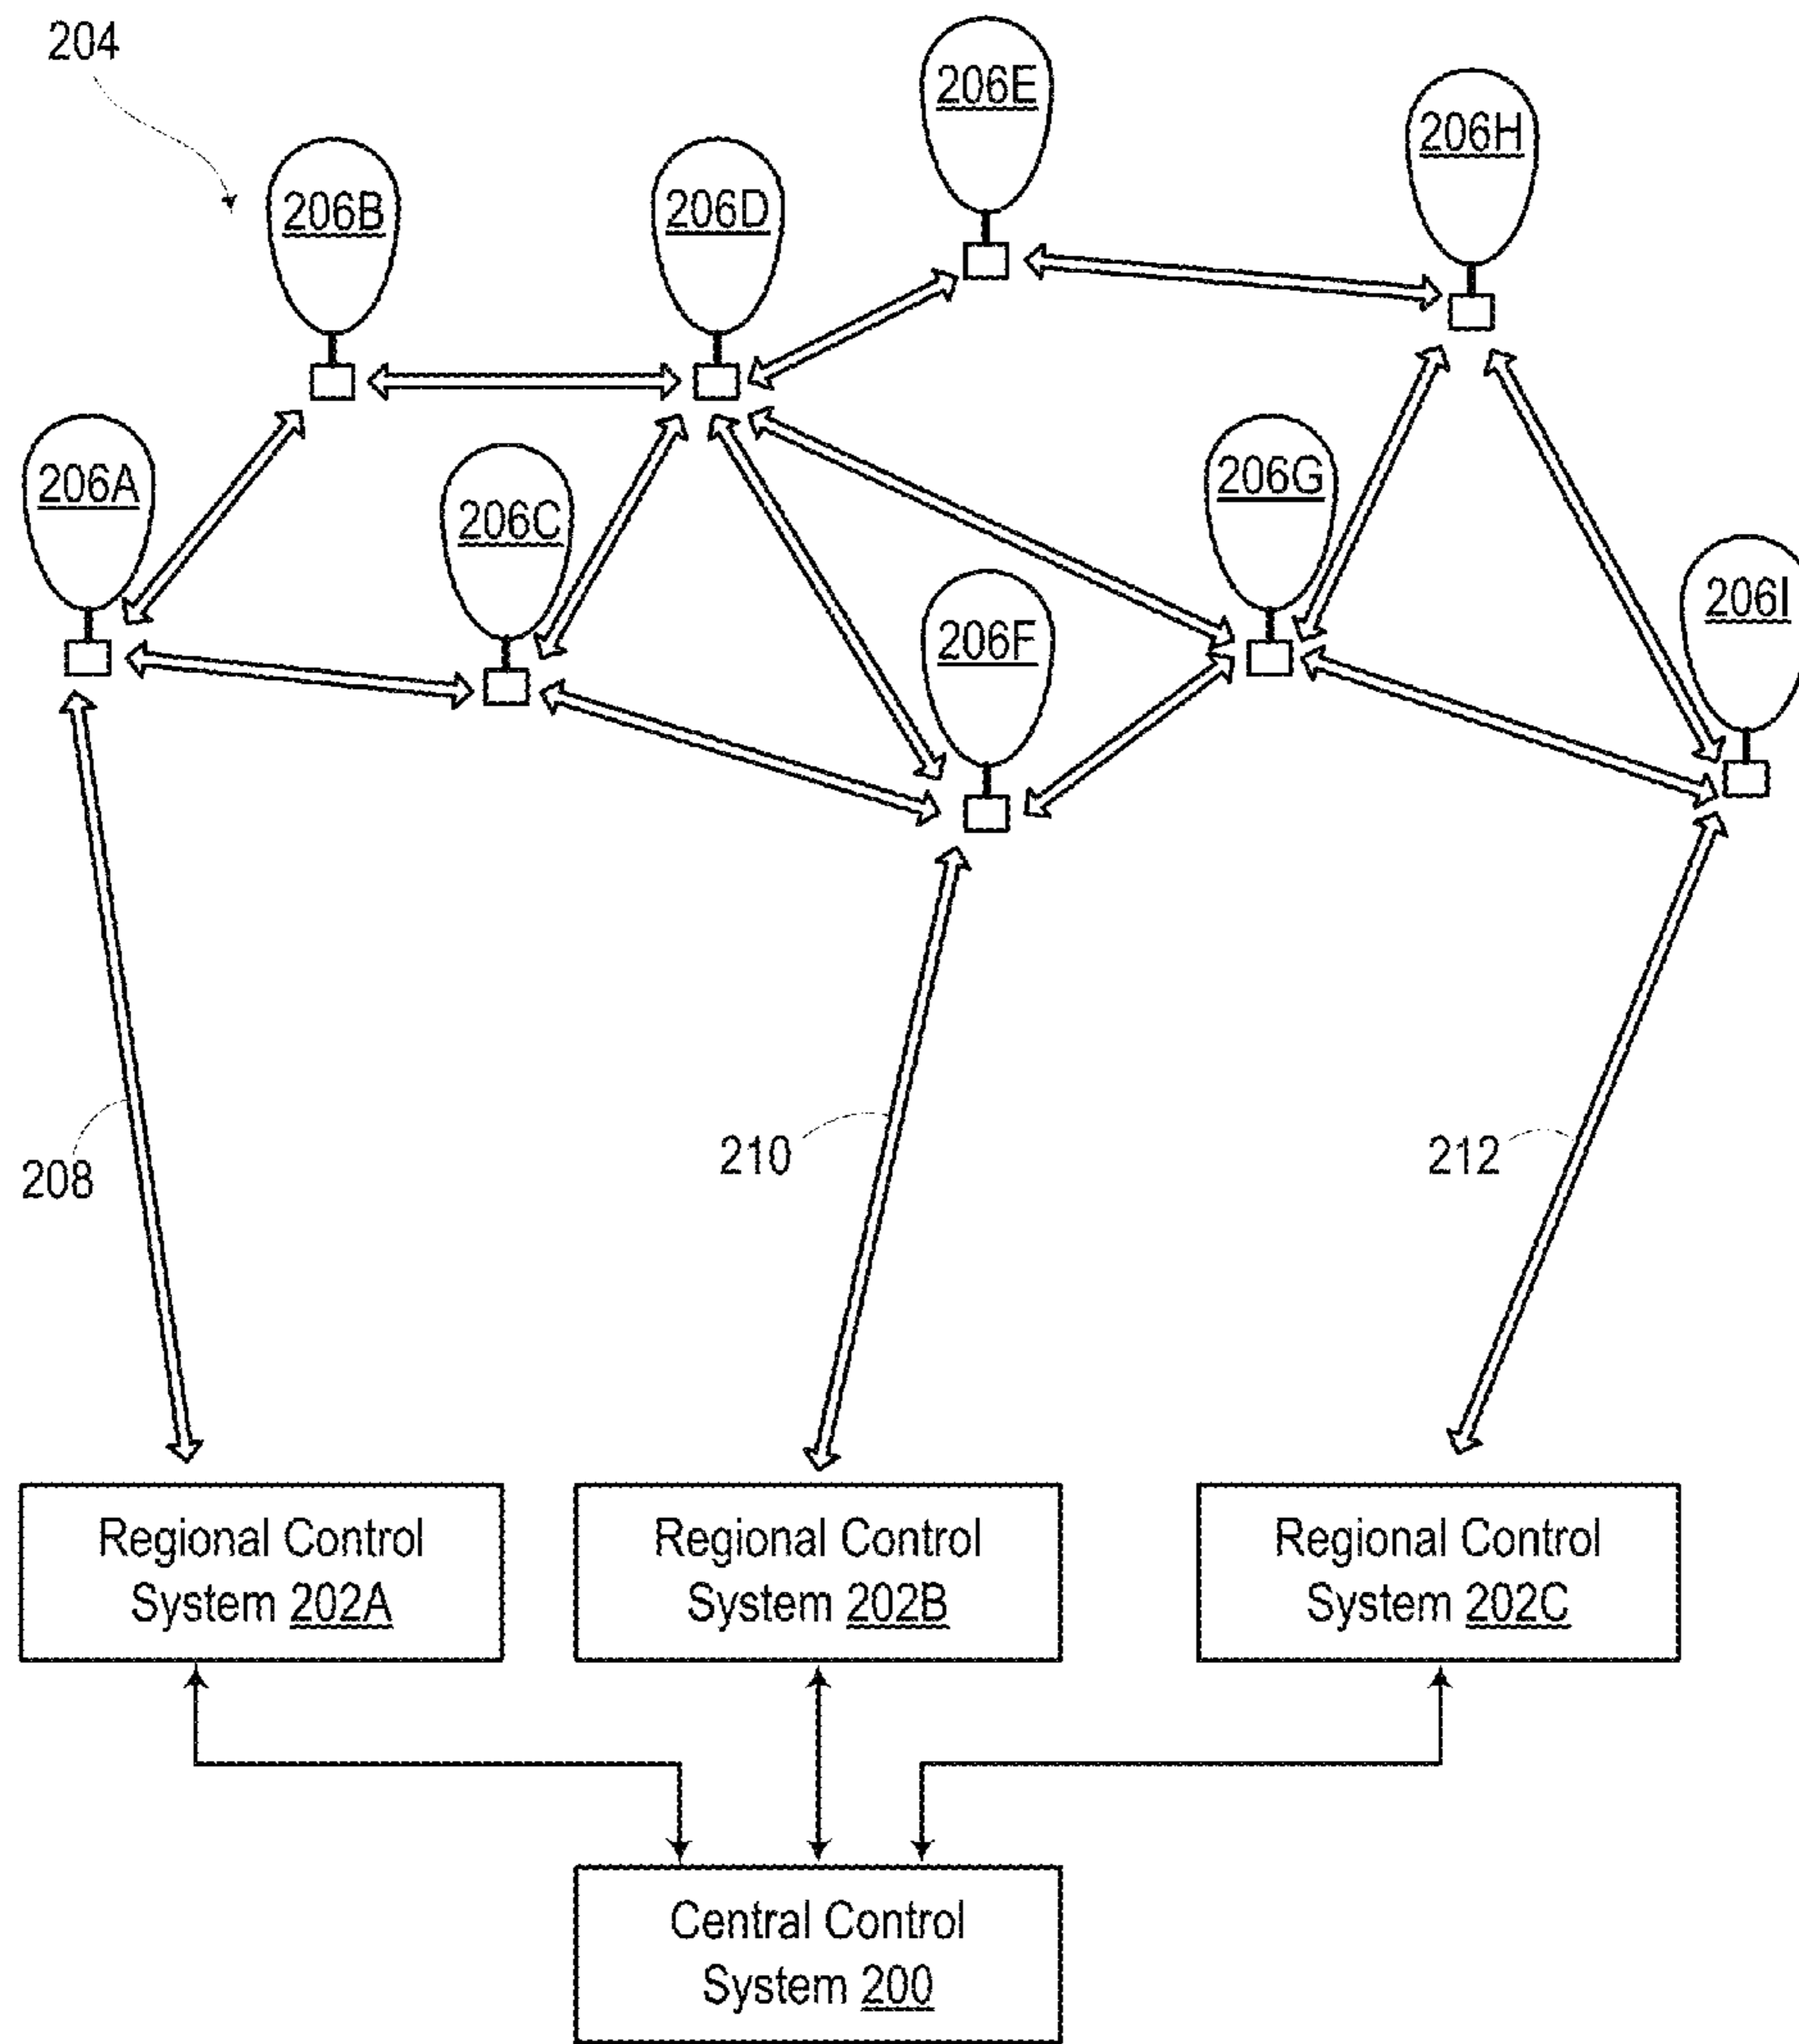 204
206E
206H
206B
206D
206A
206C
206G
206I
206F
208
210
212
Regional Control
System 202A
Regional Control
System 202B
Regional Control
System 202C
Central Control
System 200